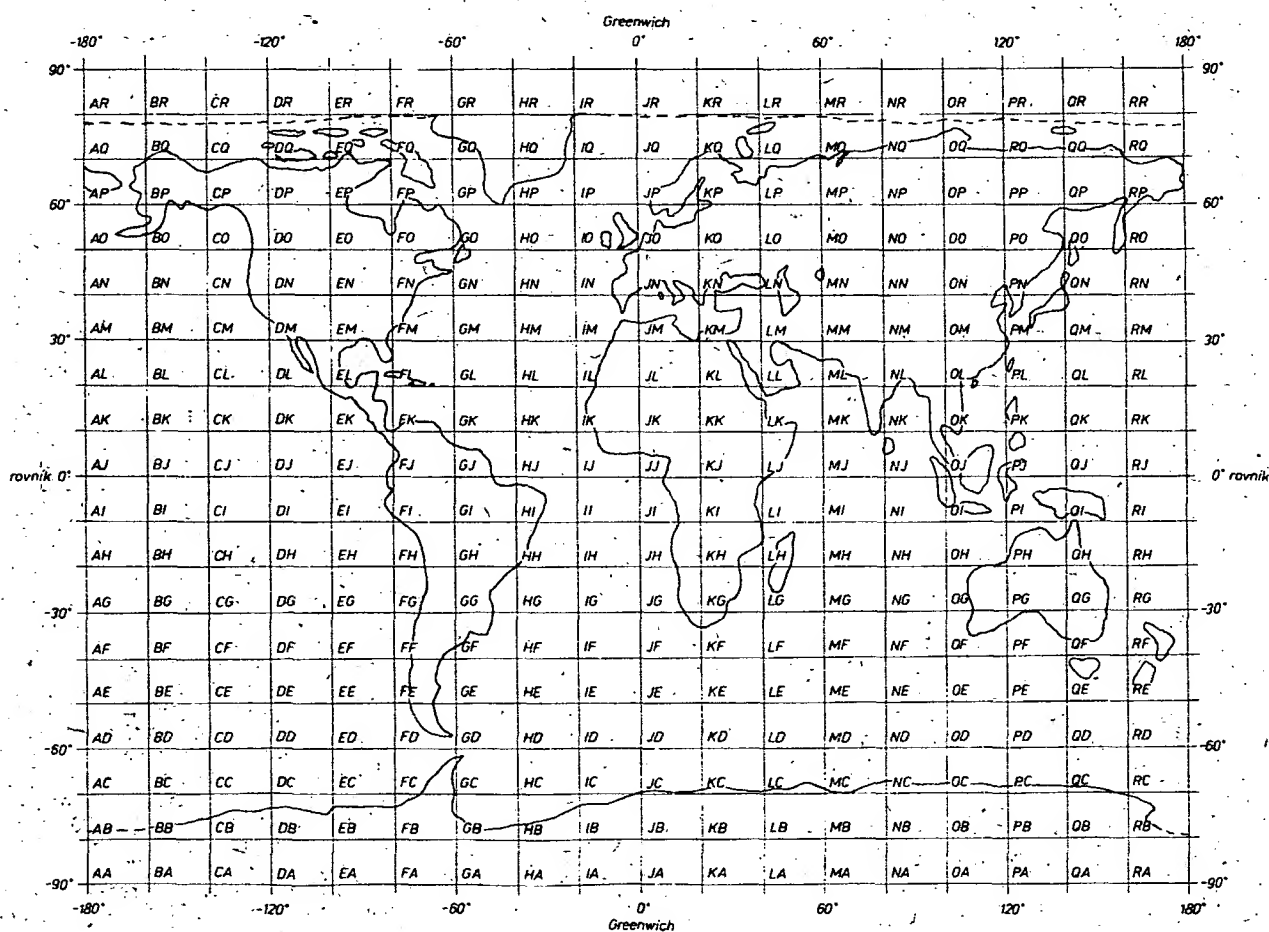 Greenwich
-180° -120° -60° 0° 60° 120° 180°
90° 90°
AR BR CR DR ER FR GR HR IR JR KR LR MR NR OR PR QR RR
AQ BQ CQ DQ EQ FQ GQ HQ IQ JQ KQ LQ MQ NQ OQ PQ QQ RQ
AP BP CP DP EP FP GP HP IP JP KP LP MP NP OP PP QP RP
60° 60°
AO BO CO DO EO FO GO HO IO JO KO LO MO NO OO PO QO RO
AN BN CN DN EN FN GN HN IN JN KN LN MN NN ON PN QN RN
AM BM CM DM EM FM GM HM IM JM KM LM MM NM OM PM QM RM
30° 30°
AL BL CL DL EL FL GL HL IL JL KL LL ML NL OL PL QL RL
AK BK CK DK EK FK GK HK IK JK KK LK MK NK OK PK QK RK
AJ BJ CJ DJ EJ FJ GJ HJ IJ JJ KJ LJ MJ NJ OJ PJ QJ RJ
rovnik 0° 0° rovnik
AI BI CI DI EI FI GI HI II JI KI LI MI NI OI PI QI RI
AH BH CH DH EH FH GH HH IH JH KH LH MH NH OH PH QH RH
AG BG CG DG EG FG GG HG IG JG KG LG MG NG OG PG QG RG
-30° -30°
AF BF CF DF EF FF GF HF IF JF KF LF MF NF OF PF QF RF
AE BE CE DE EE FE GE HE IE JE KE LE ME NE OE PE QE RE
AD BD CD DD ED FD GD HD ID JD KD LD MD ND OD PD QD RD
-60° -60°
AC BC CC DC EC FC GC HC IC JC KC LC MC NC OC PC QC RC
AB BB CB DB EB FB GB HB IB JB KB LB MB NB OB PB QB RB
AA BA CA DA EA FA GA HA IA JA KA LA MA NA OA PA QA RA
-90° -90°
-180° -120° -60° 0° 60° 120° 180°
Greenwich